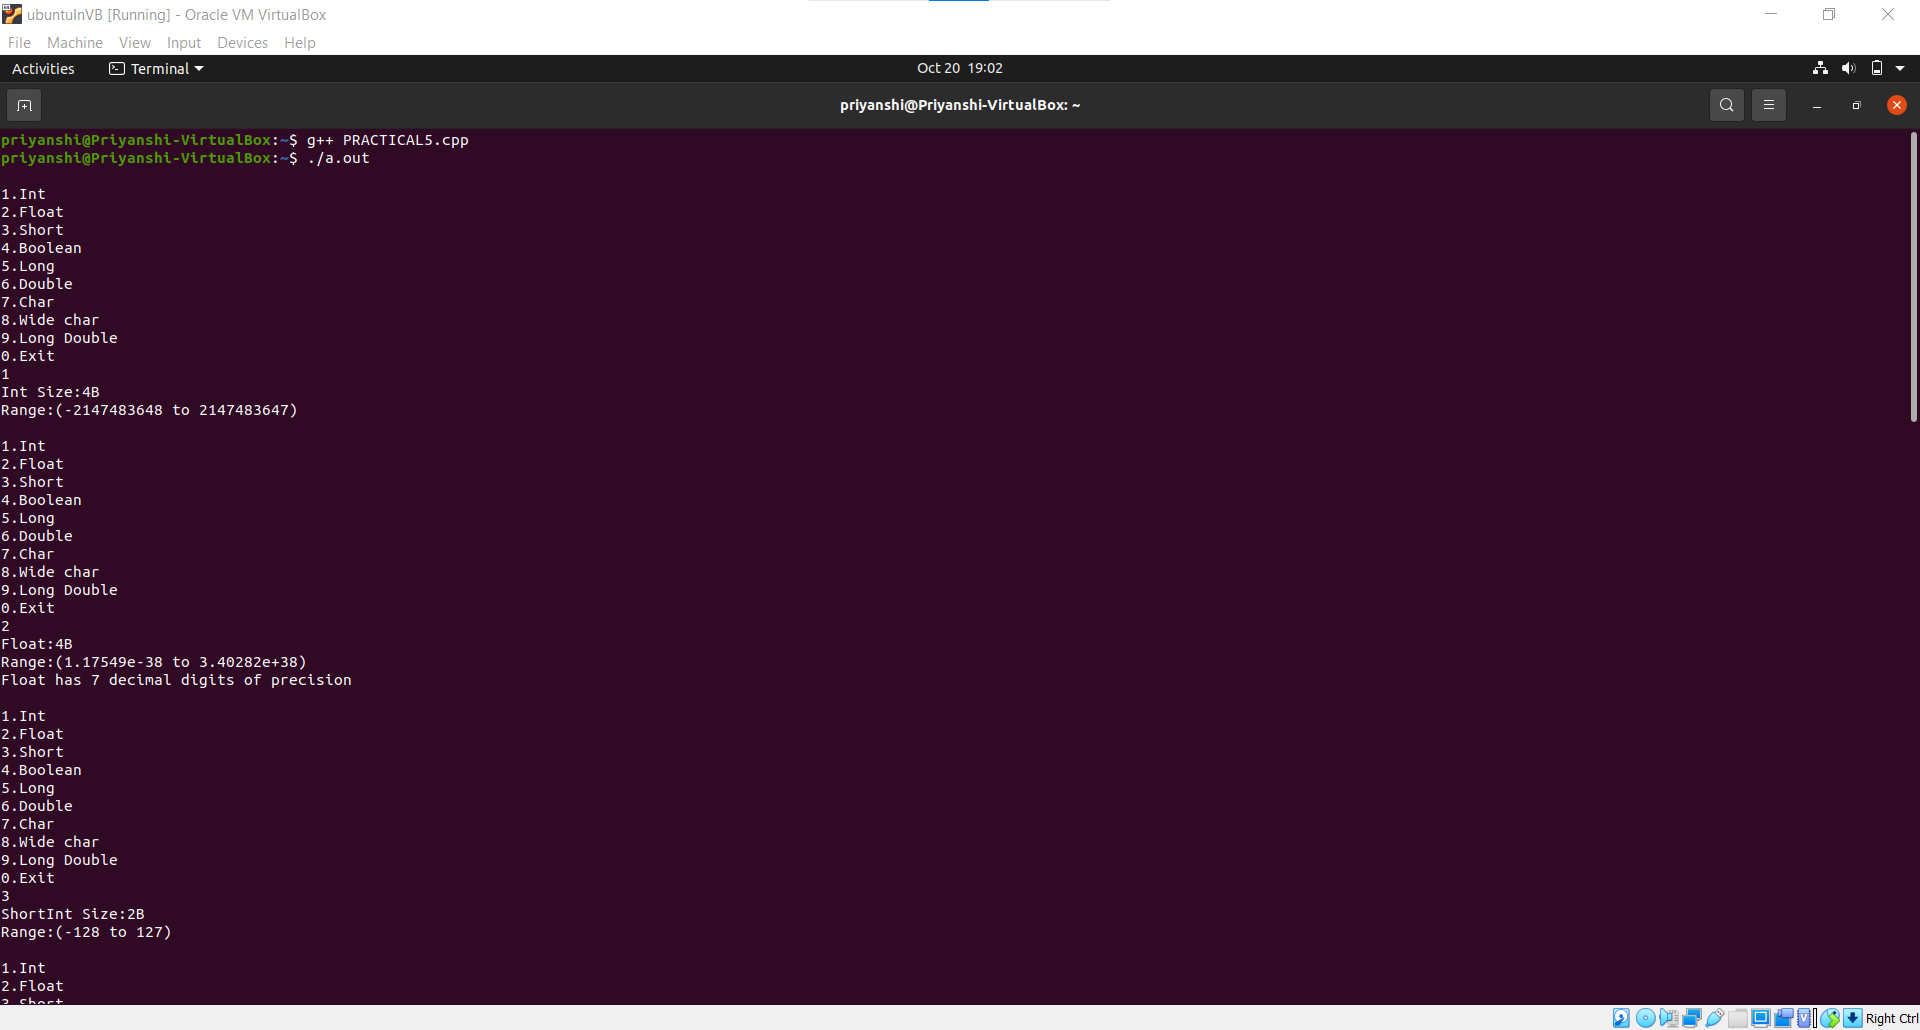 ubuntuInVB [Running] - Oracle VM VirtualBox
File Machine View Input Devices Help
Activities Terminal Oct 20 19:02
priyanshi@Priyanshi-VirtualBox: ~
priyanshi@Priyanshi-VirtualBox:~$ g++ PRACTICAL5.cpp
priyanshi@Priyanshi-VirtualBox:~$ ./a.out
1.Int
2.Float
3.Short
4.Boolean
5.Long
6.Double
7.Char
8.Wide char
9.Long Double
0.Exit
1
Int Size:4B
Range:(-2147483648 to 2147483647)
1.Int
2.Float
3.Short
4.Boolean
5.Long
6.Double
7.Char
8.Wide char
9.Long Double
0.Exit
2
Float:4B
Range:(1.17549e-38 to 3.40282e+38)
Float has 7 decimal digits of precision
1.Int
2.Float
3.Short
4.Boolean
5.Long
6.Double
7.Char
8.Wide char
9.Long Double
0.Exit
3
ShortInt Size:2B
Range:(-128 to 127)
1.Int
2.Float
3.Short
Right Ctrl